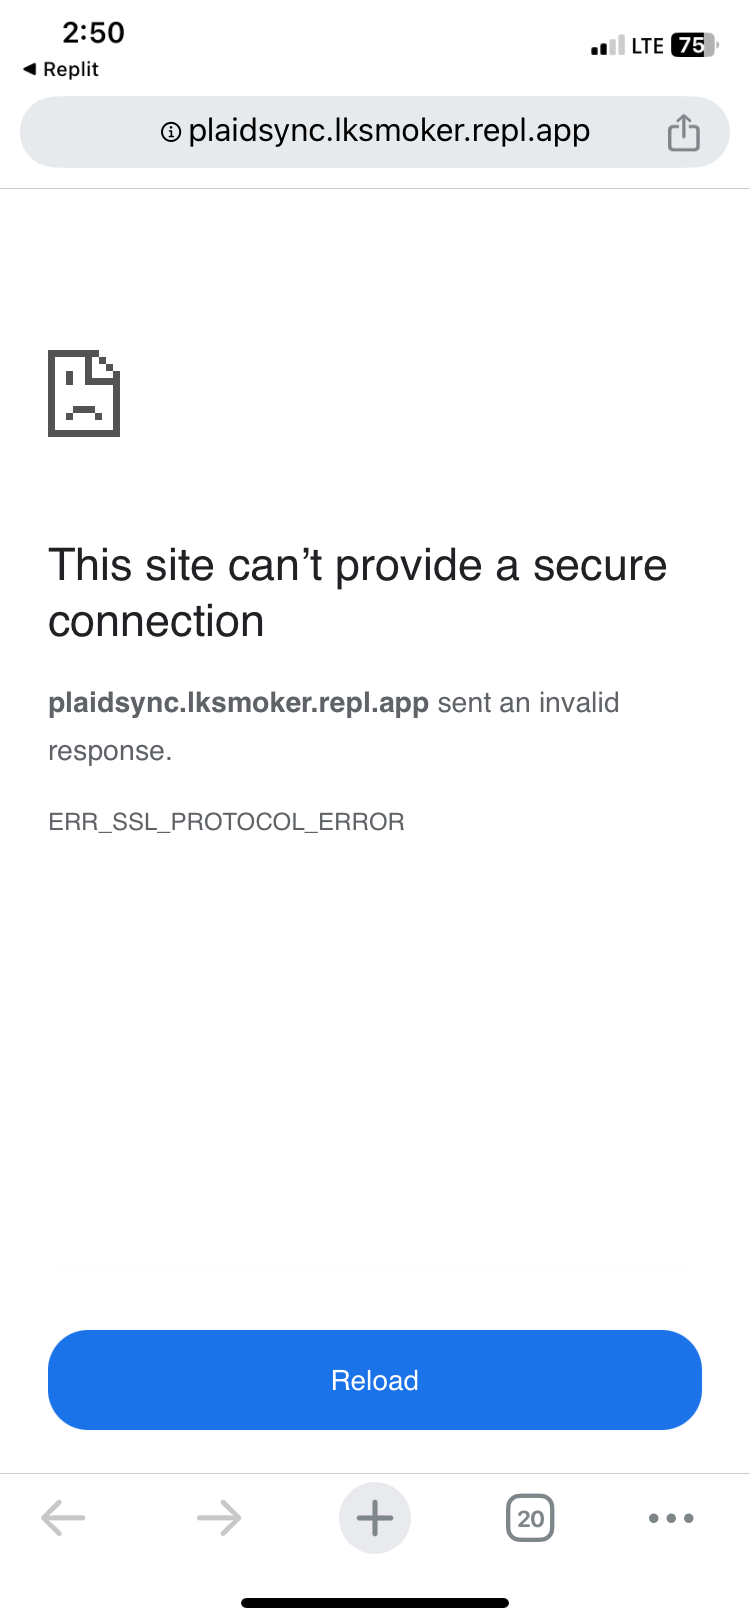 2:50
LTE 75
◀ Replit
plaidsync.lksmoker.repl.app
This site can’t provide a secure
connection
plaidsync.lksmoker.repl.app sent an invalid
response.
ERR_SSL_PROTOCOL_ERROR
Reload
20